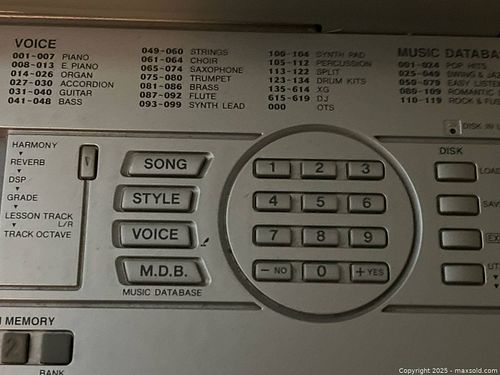 VOICE
001-007 PIANO
008-013 E. PIANO
014-026 ORGAN
027-030 ACCORDION
031-040 GUITAR
041-048 BASS
049-060 STRINGS
061-064 CHOIR
065-074 SAXOPHONE
075-080 TRUMPET
081-086 BRASS
087-092 FLUTE
093-099 SYNTH LEAD
100-104 SYNTH PAD
105-112 PERCUSSION
113-122 SPLIT
123-134 DRUM KITS
135-614 XG
615-619 DJ
000 OTS
MUSIC DATABA
001-024 POP HITS
025-049 SWING & JA
050-079 EASY LISTE
080-109 ROMANTIC
110-119 ROCK & FU
DISK IN
HARMONY
REVERB
DSP
GRADE
LESSON TRACK
L/R
TRACK OCTAVE
SONG
STYLE
VOICE
M.D.B.
MUSIC DATABASE
1 2 3
4 5 6
7 8 9
− NO 0 + YES
DISK
LOAD
SAV
MEMORY
2
BANK
Copyright © 2025 - maxsold.com